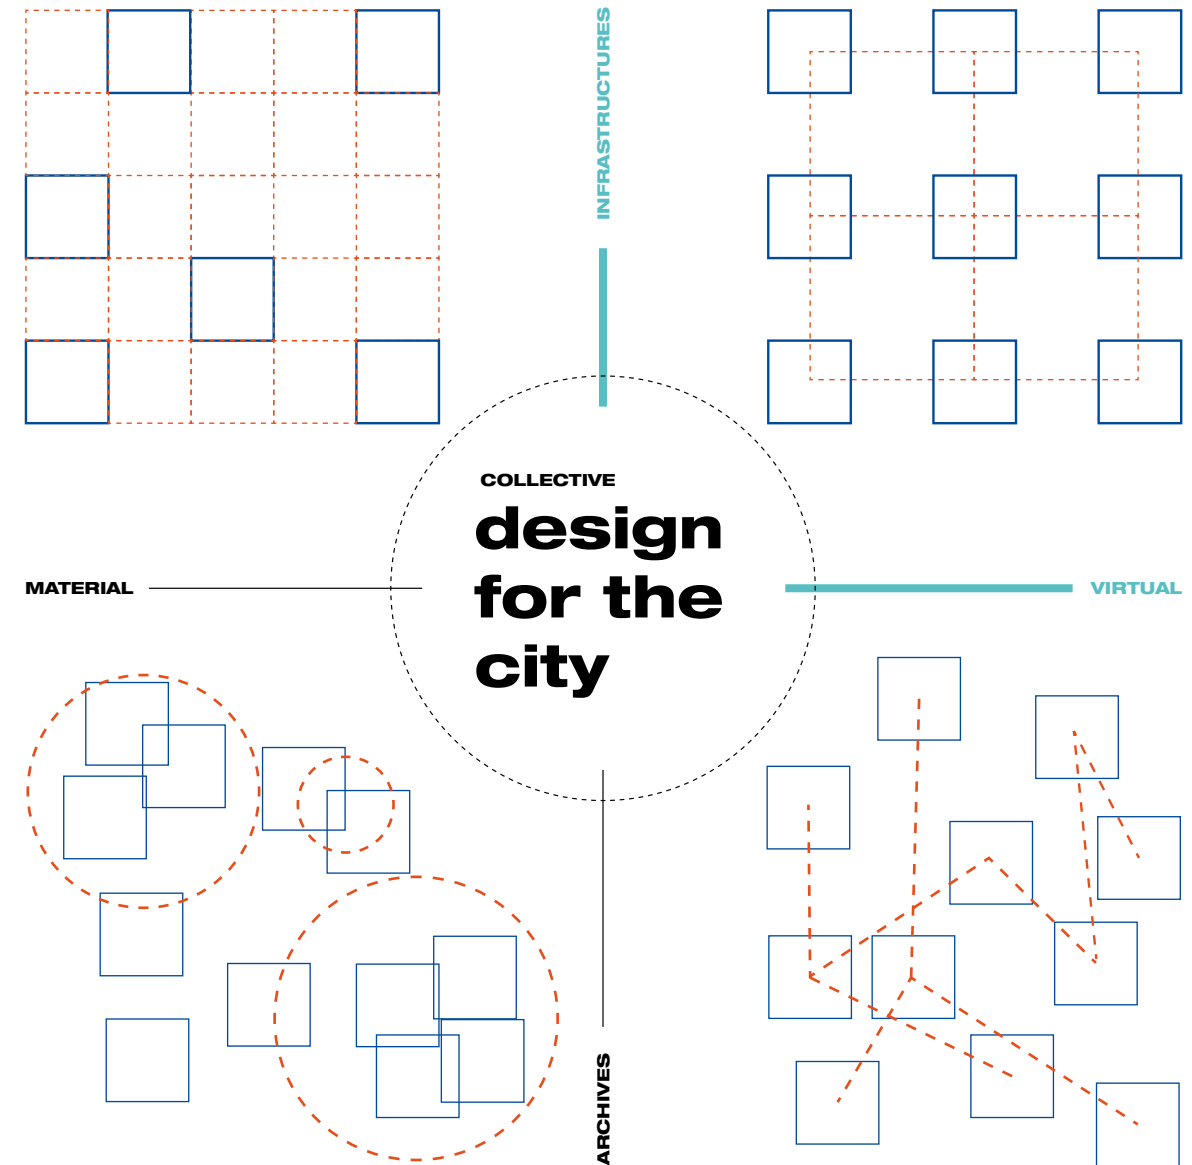 INFRASTRUCTURES
COLLECTIVE
design
for the
city
MATERIAL
VIRTUAL
ARCHIVES